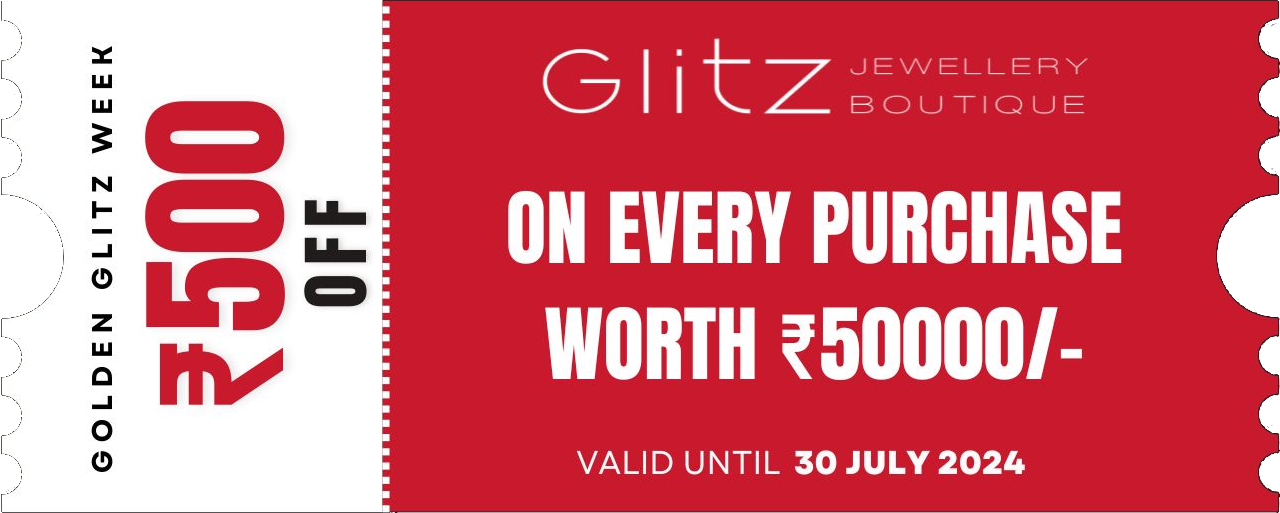 GOLDEN GLITZ WEEK
₹500
OFF
Glitz JEWELLERY
BOUTIQUE
ON EVERY PURCHASE
WORTH ₹50000/-
VALID UNTIL 30 JULY 2024